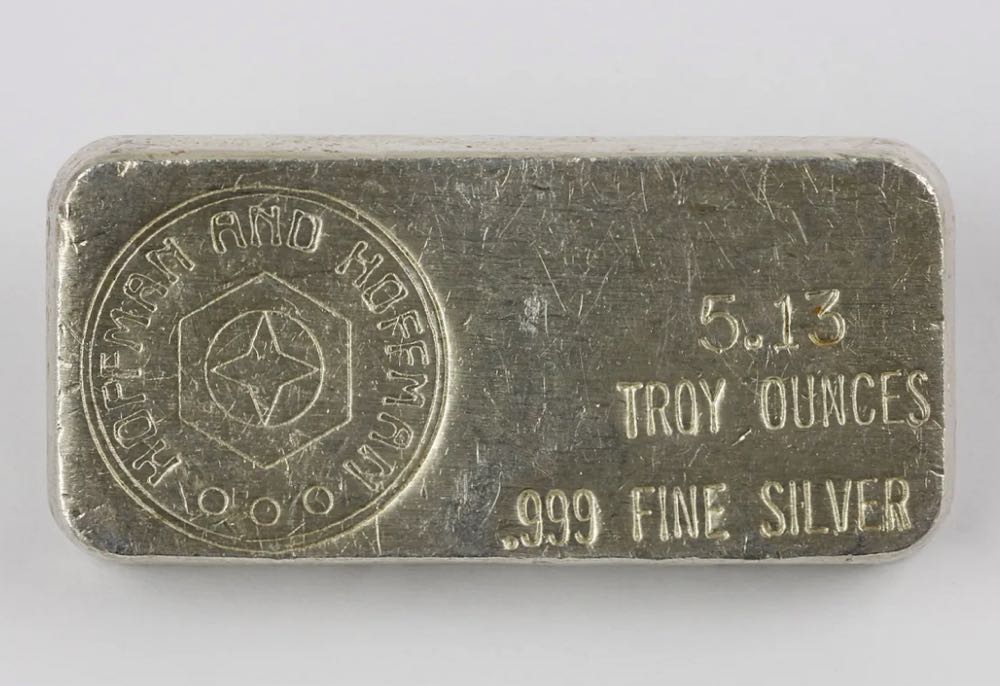 HOFFMAN AND HOFFMAN
5.13
TROY OUNCES
.999 FINE SILVER